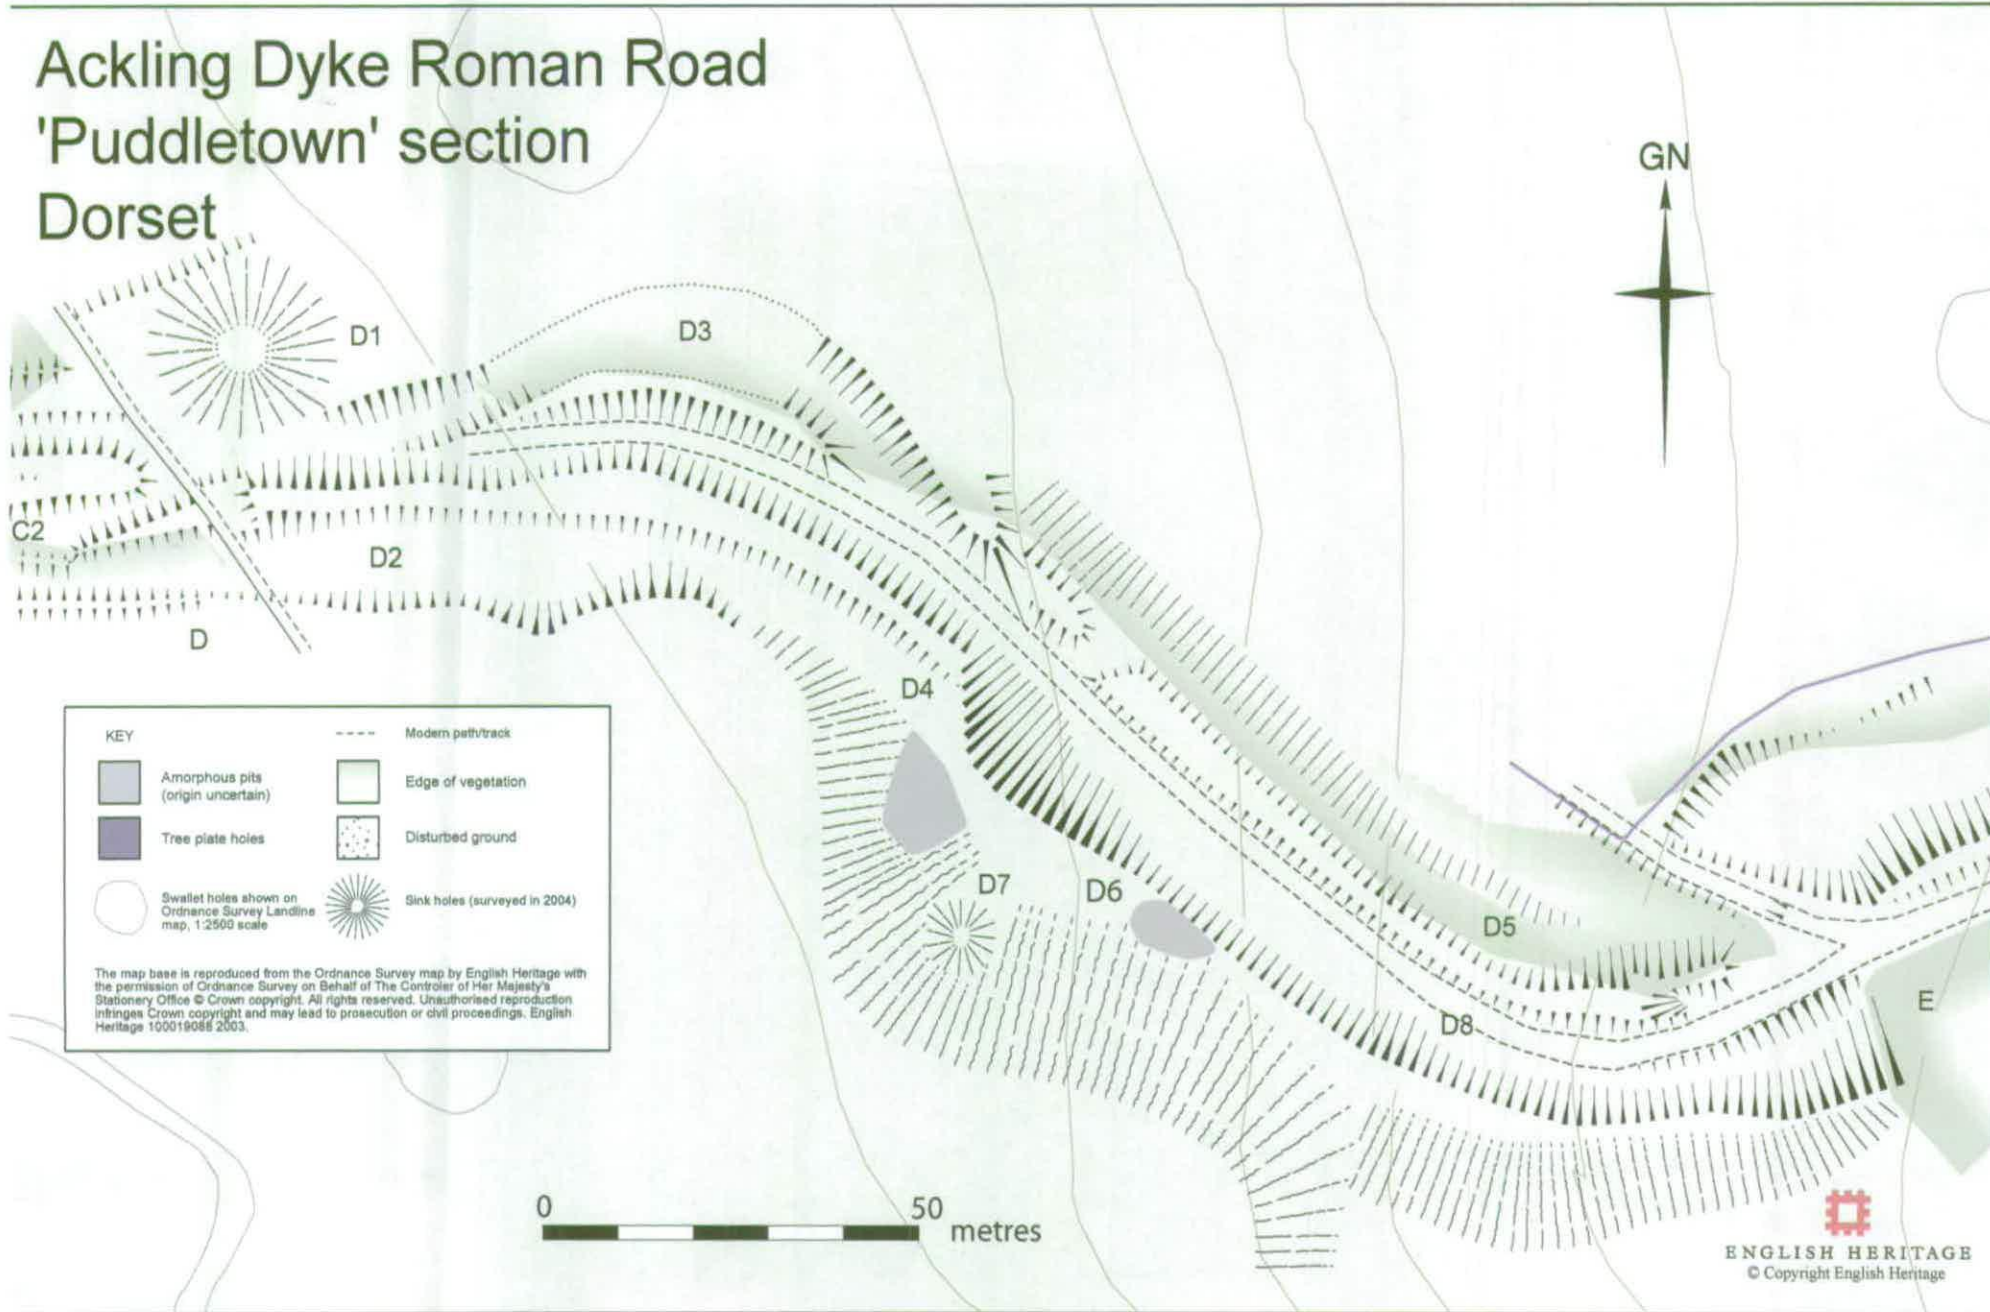 Ackling Dyke Roman Road
'Puddletown' section
Dorset
GN
D1
D3
C2
D2
D
D4
D7
D6
D5
D8
E
KEY
Amorphous pits
(origin uncertain)
Tree plate holes
Swallet holes shown on
Ordnance Survey Landline
map, 1:2500 scale
Modern path/track
Edge of vegetation
Disturbed ground
Sink holes (surveyed in 2004)
The map base is reproduced from the Ordnance Survey map by English Heritage with
the permission of Ordnance Survey on Behalf of The Controler of Her Majesty's
Stationery Office © Crown copyright. All rights reserved. Unauthorised reproduction
infringes Crown copyright and may lead to prosecution or civil proceedings. English
Heritage 100019088 2003.
0 50
metres
ENGLISH HERITAGE
© Copyright English Heritage